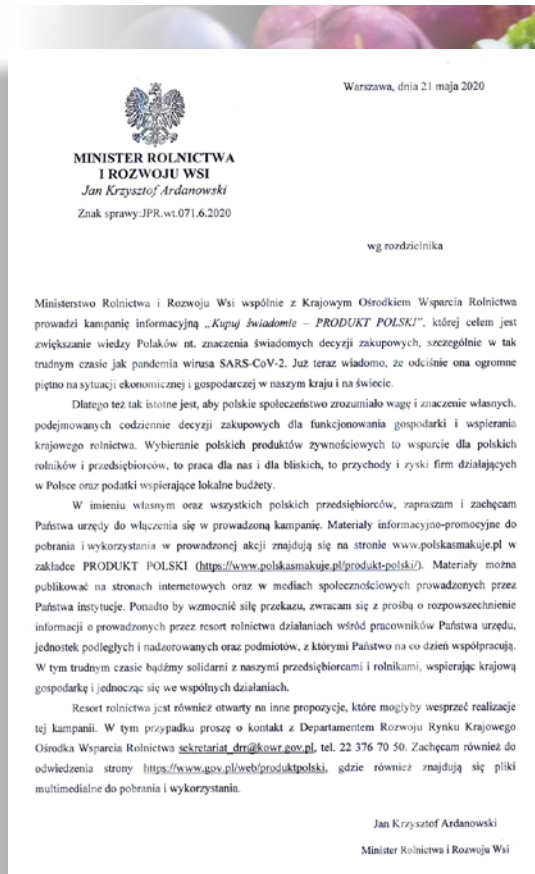 Warszawa, dnia 21 maja 2020
MINISTER ROLNICTWA
I ROZWOJU WSI
Jan Krzysztof Ardanowski
Znak sprawy:JPR.wt.071.6.2020
wg rozdzielnika
Ministerstwo Rolnictwa i Rozwoju Wsi wspólnie z Krajowym Ośrodkiem Wsparcia Rolnictwa
prowadzi kampanię informacyjną „Kupuj świadomie – PRODUKT POLSKI”, której celem jest
zwiększanie wiedzy Polaków nt. znaczenia świadomych decyzji zakupowych, szczególnie w tak
trudnym czasie jak pandemia wirusa SARS-CoV-2. Już teraz wiadomo, że odciśnie ona ogromne
piętno na sytuacji ekonomicznej i gospodarczej w naszym kraju i na świecie.
Dlatego też tak istotne jest, aby polskie społeczeństwo zrozumiało wagę i znaczenie własnych,
podejmowanych codziennie decyzji zakupowych dla funkcjonowania gospodarki i wspierania
krajowego rolnictwa. Wybieranie polskich produktów żywnościowych to wsparcie dla polskich
rolników i przedsiębiorców, to praca dla nas i dla bliskich, to przychody i zyski firm działających
w Polsce oraz podatki wspierające lokalne budżety.
W imieniu własnym oraz wszystkich polskich przedsiębiorców, zapraszam i zachęcam
Państwa urzędy do włączenia się w prowadzoną kampanię. Materiały informacyjno-promocyjne do
pobrania i wykorzystania w prowadzonej akcji znajdują się na stronie www.polskasmakuje.pl w
zakładce PRODUKT POLSKI (https://www.polskasmakuje.pl/produkt-polski/). Materiały można
publikować na stronach internetowych oraz w mediach społecznościowych prowadzonych przez
Państwa instytucje. Ponadto by wzmocnić siłę przekazu, zwracam się z prośbą o rozpowszechnienie
informacji o prowadzonych przez resort rolnictwa działaniach wśród pracowników Państwa urzędu,
jednostek podległych i nadzorowanych oraz podmiotów, z którymi Państwo na co dzień współpracują.
W tym trudnym czasie bądźmy solidarni z naszymi przedsiębiorcami i rolnikami, wspierając krajową
gospodarkę i jednocząc się we wspólnych działaniach.
Resort rolnictwa jest również otwarty na inne propozycje, które mogłyby wesprzeć realizacje
tej kampanii. W tym przypadku proszę o kontakt z Departamentem Rozwoju Rynku Krajowego
Ośrodka Wsparcia Rolnictwa sekretariat_drr@kowr.gov.pl, tel. 22 376 70 50. Zachęcam również do
odwiedzenia strony https://www.gov.pl/web/produktpolski, gdzie również znajdują się pliki
multimedialne do pobrania i wykorzystania.
Jan Krzysztof Ardanowski
Minister Rolnictwa i Rozwoju Wsi